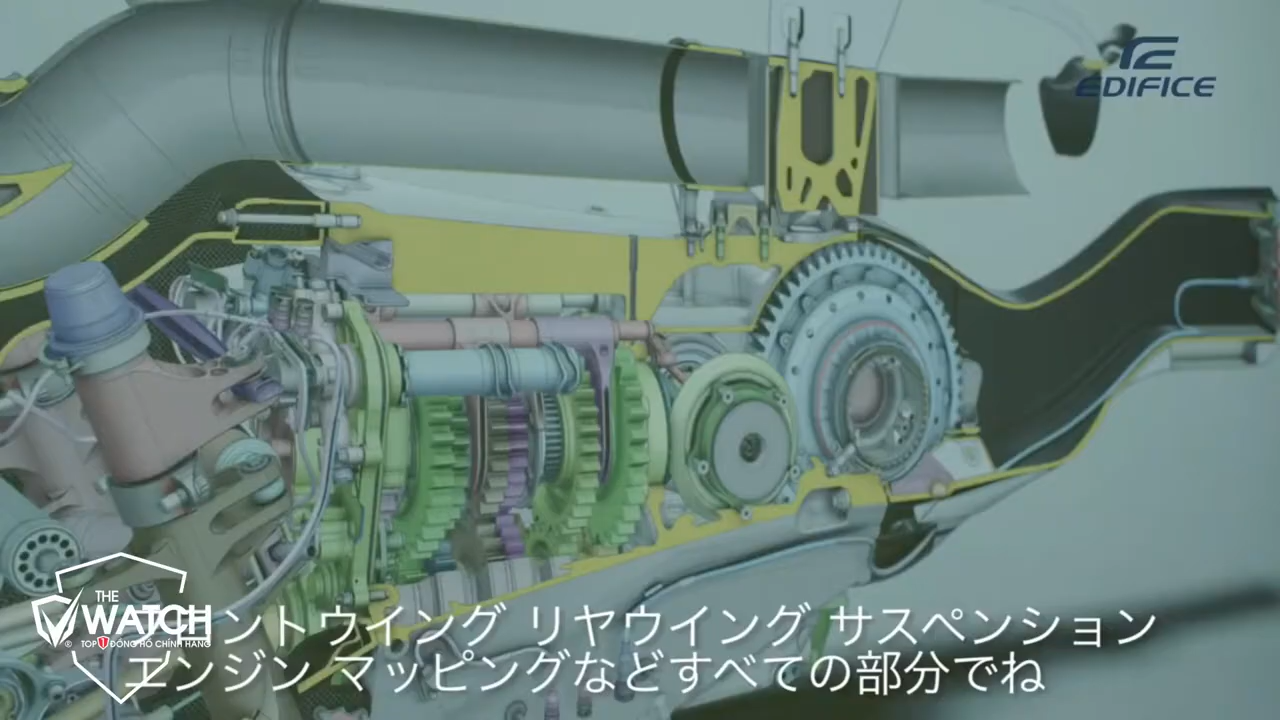 EDIFICE
THE
WATCH
®
TOP ĐỒNG HỒ CHÍNH HÃNG
ントウイング リヤウイング サスペンション
エンジン マッピングなどすべての部分でね